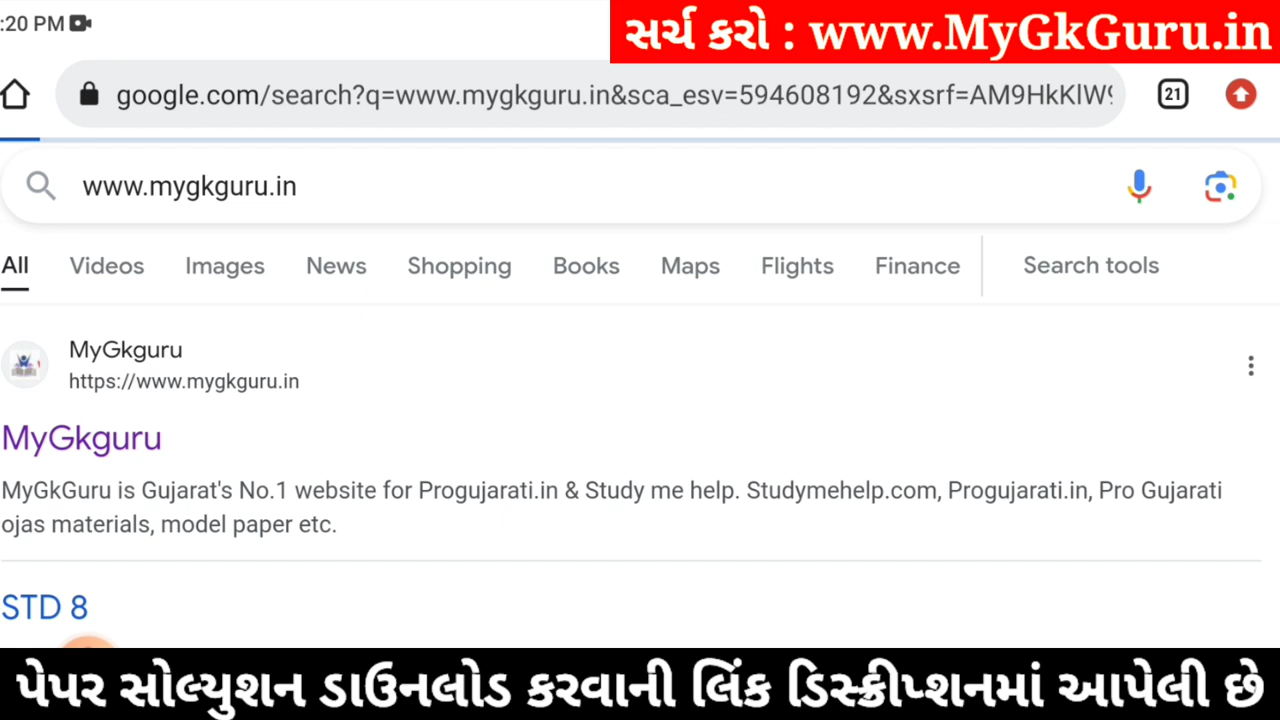 :20 PM
સર્ચ કરો : www.MyGkGuru.in
google.com/search?q=www.mygkguru.in&sca_esv=594608192&sxsrf=AM9HkKlW9
21
www.mygkguru.in
All Videos Images News Shopping Books Maps Flights Finance Search tools
MyGkguru
https://www.mygkguru.in
MyGkguru
MyGkGuru is Gujarat's No.1 website for Progujarati.in & Study me help. Studymehelp.com, Progujarati.in, Pro Gujarati
ojas materials, model paper etc.
STD 8
પેપર સોલ્યુશન ડાઉનલોડ કરવાની લિંક ડિસ્ક્રીપ્શનમાં આપેલી છે